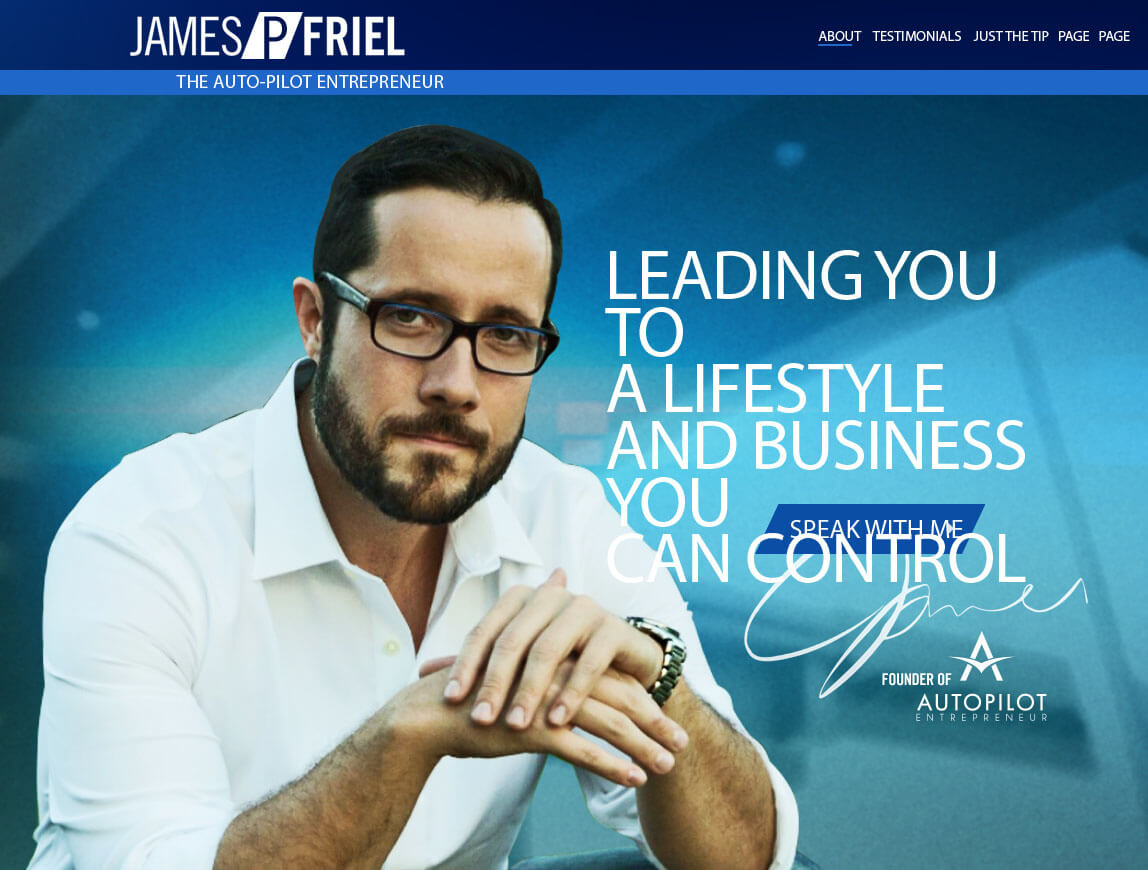 JAMES P FRIEL
ABOUT TESTIMONIALS JUST THE TIP PAGE PAGE
THE AUTO-PILOT ENTREPRENEUR
LEADING YOU
TO
A LIFESTYLE
AND BUSINESS
YOU
SPEAK WITH ME
CAN CONTROL
James
FOUNDER OF
AUTOPILOT
ENTREPRENEUR